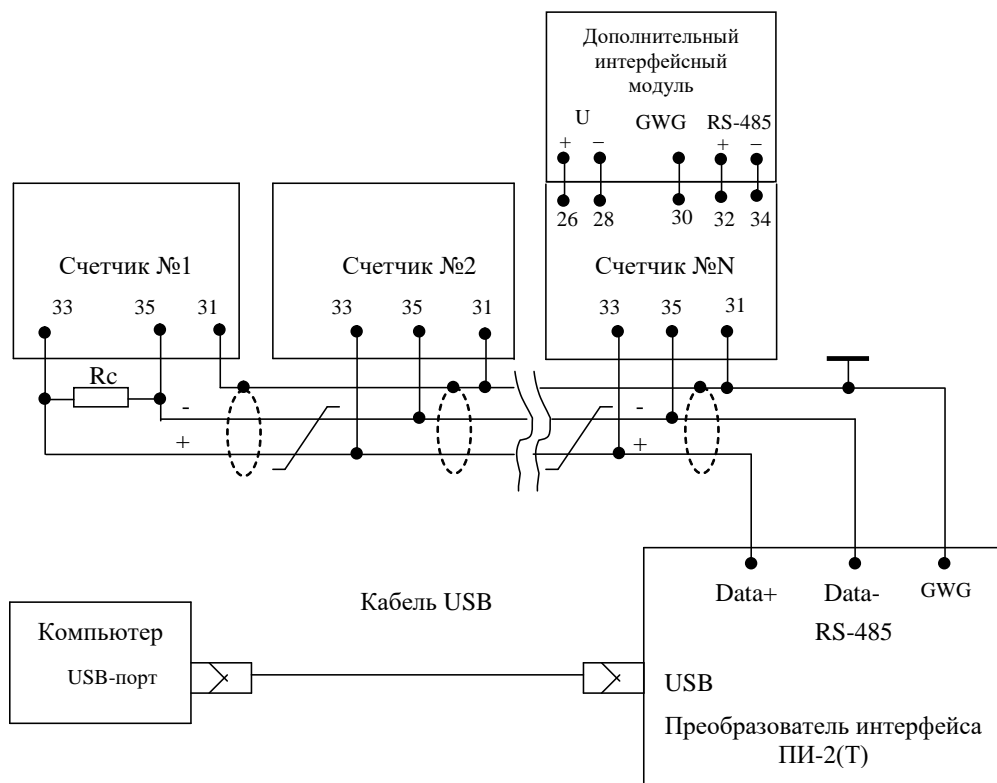 Дополнительный
интерфейсный
модуль
U GWG RS-485
+ − + −
26 28 30 32 34
Счетчик №1 Счетчик №2 Счетчик №N
33 35 31 33 35 31 33 35 31
Rc
- -
+ +
Data+ Data- GWG
RS-485
Кабель USB
Компьютер
USB-порт
USB
Преобразователь интерфейса
ПИ-2(Т)